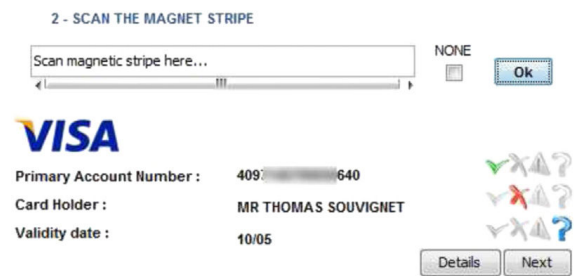 2 - SCAN THE MAGNET STRIPE
NONE
Scan magnetic stripe here...
Ok
VISA
Primary Account Number : 409 640
Card Holder : MR THOMAS SOUVIGNET
Validity date : 10/05
Details Next